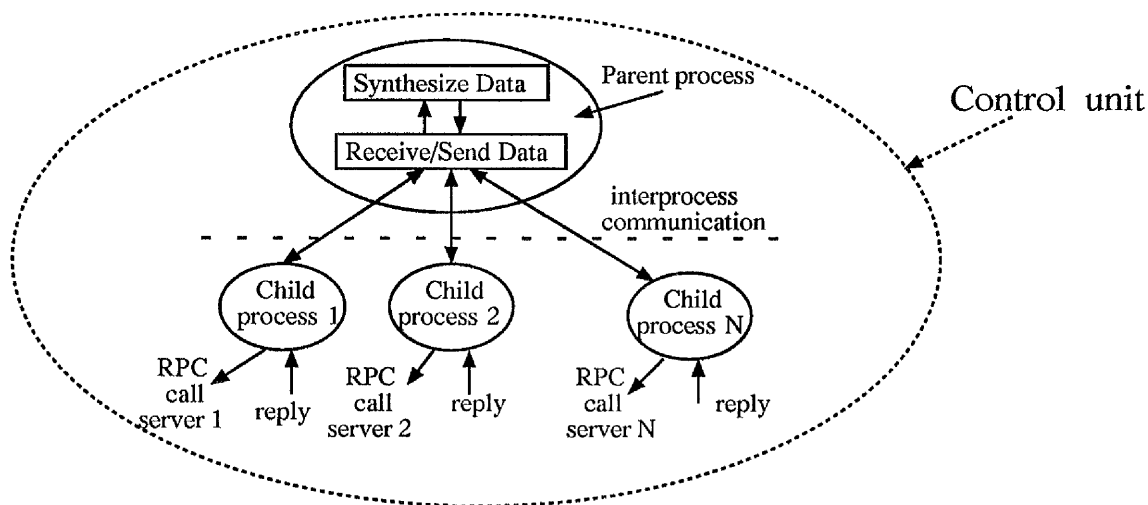 Synthesize Data
Parent process
Control unit
Receive/Send Data
interprocess
communication
Child
process 1
Child
process 2
Child
process N
RPC
call
server 1
reply
RPC
call
server 2
reply
RPC
call
server N
reply